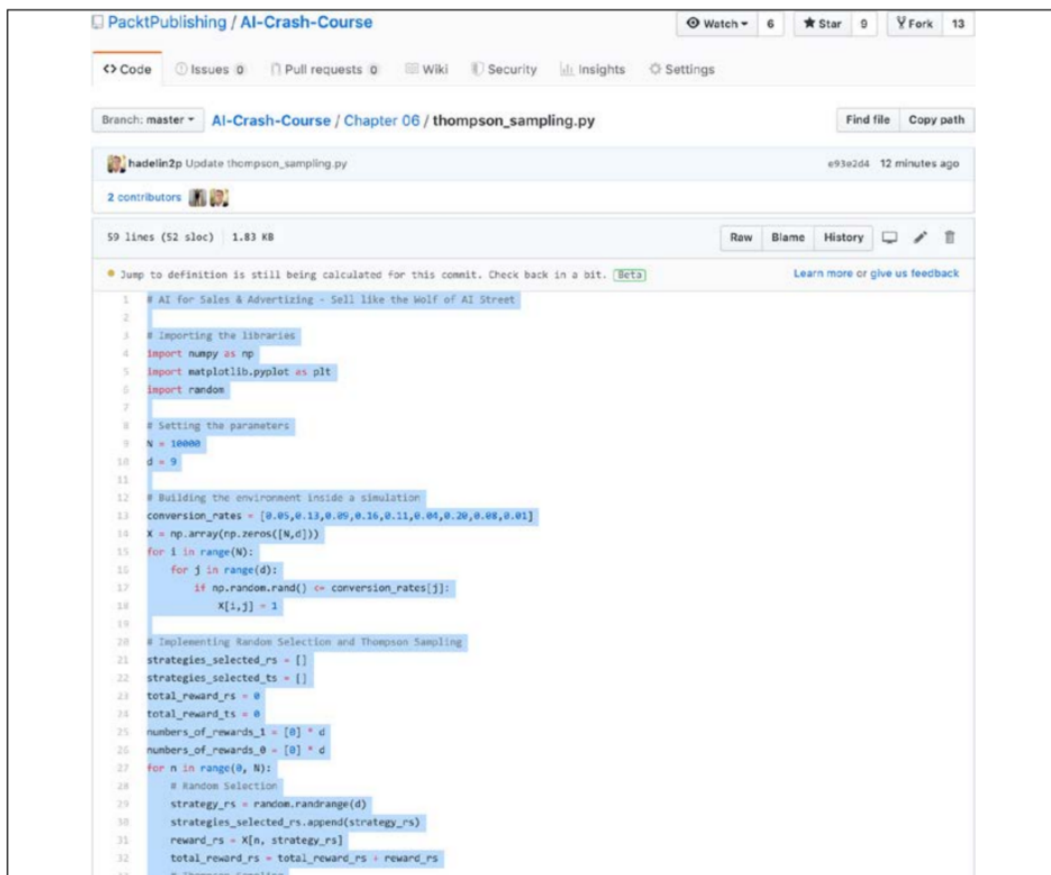 PacktPublishing / AI-Crash-Course
Watch 6 Star 9 Fork 13
Code Issues 0 Pull requests 0 Wiki Security Insights Settings
Branch: master AI-Crash-Course / Chapter 06 / thompson_sampling.py Find file Copy path
hadelin2p Update thompson_sampling.py e93e2d4 12 minutes ago
2 contributors
59 lines (52 sloc) 1.83 KB Raw Blame History
Jump to definition is still being calculated for this commit. Check back in a bit. Beta Learn more or give us feedback
1 # AI for Sales & Advertizing - Sell like the Wolf of AI Street
2
3 # Importing the libraries
4 import numpy as np
5 import matplotlib.pyplot as plt
6 import random
7
8 # Setting the parameters
9 N = 10000
10 d = 9
11
12 # Building the environment inside a simulation
13 conversion_rates = [0.05,0.13,0.09,0.16,0.11,0.04,0.20,0.08,0.01]
14 X = np.array(np.zeros([N,d]))
15 for i in range(N):
16     for j in range(d):
17         if np.random.rand() <= conversion_rates[j]:
18             X[i,j] = 1
19
20 # Implementing Random Selection and Thompson Sampling
21 strategies_selected_rs = []
22 strategies_selected_ts = []
23 total_reward_rs = 0
24 total_reward_ts = 0
25 numbers_of_rewards_1 = [0] * d
26 numbers_of_rewards_0 = [0] * d
27 for n in range(0, N):
28     # Random Selection
29     strategy_rs = random.randrange(d)
30     strategies_selected_rs.append(strategy_rs)
31     reward_rs = X[n, strategy_rs]
32     total_reward_rs = total_reward_rs + reward_rs